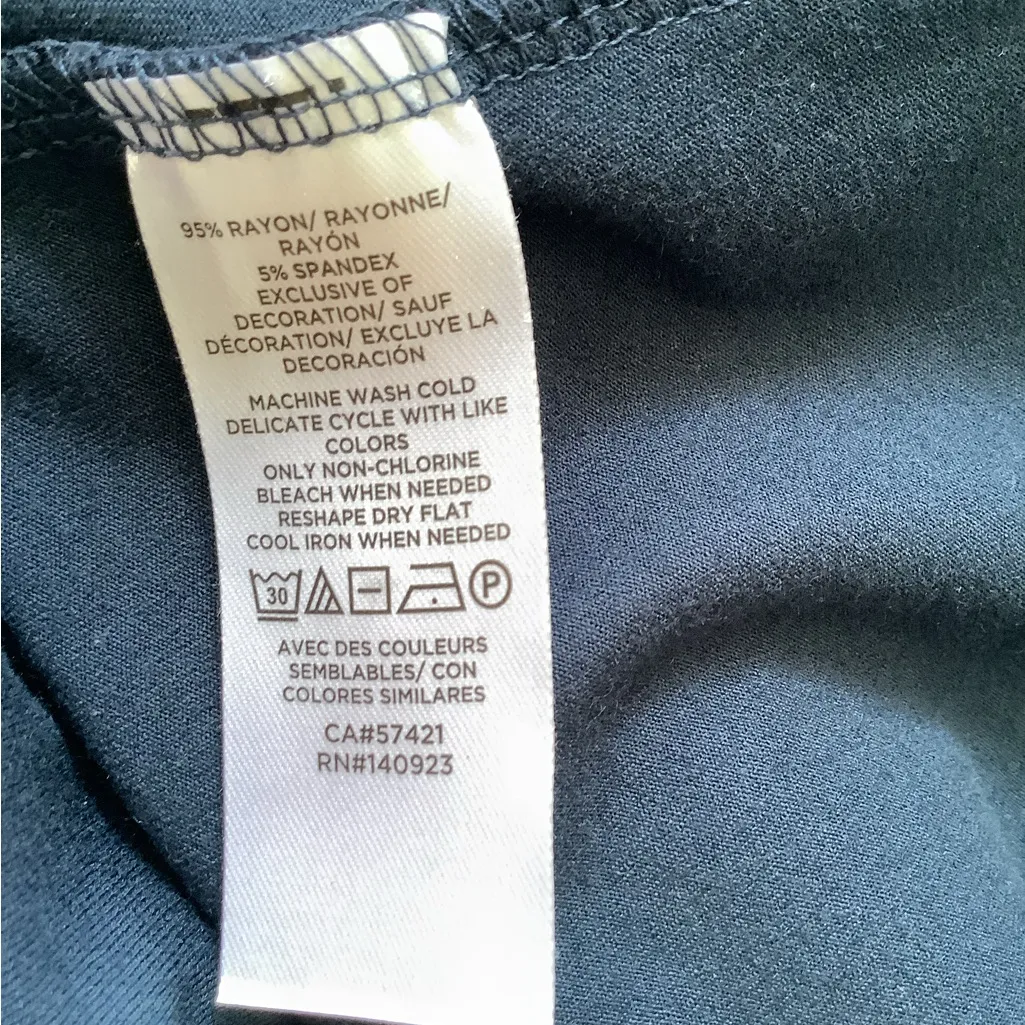 95% RAYON/ RAYONNE/
RAYÓN
5% SPANDEX
EXCLUSIVE OF
DECORATION/ SAUF
DÉCORATION/ EXCLUYE LA
DECORACIÓN
MACHINE WASH COLD
DELICATE CYCLE WITH LIKE
COLORS
ONLY NON-CHLORINE
BLEACH WHEN NEEDED
RESHAPE DRY FLAT
COOL IRON WHEN NEEDED
30 P
AVEC DES COULEURS
SEMBLABLES/ CON
COLORES SIMILARES
CA#57421
RN#140923